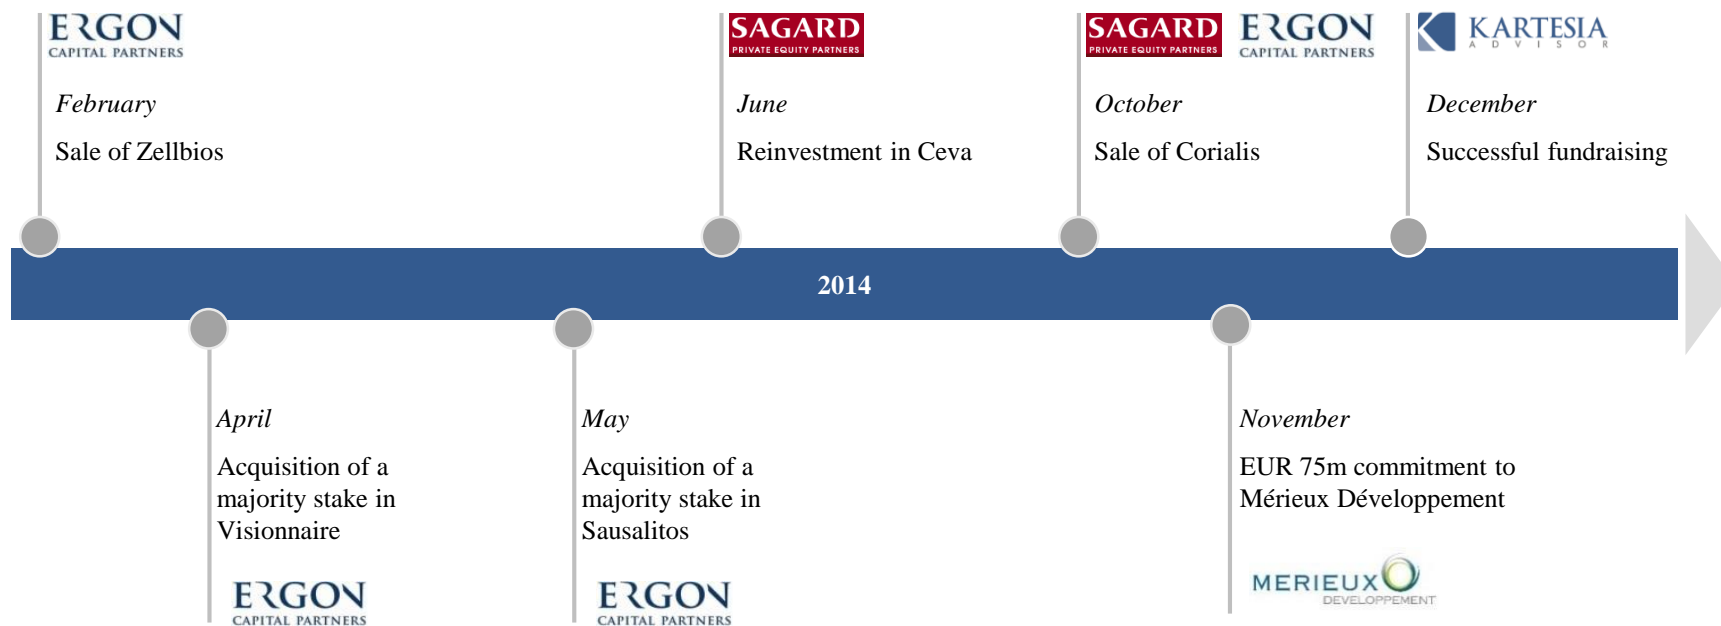 ERGON
CAPITAL PARTNERS
February
Sale of Zellbios
SAGARD
PRIVATE EQUITY PARTNERS
June
Reinvestment in Ceva
SAGARD
PRIVATE EQUITY PARTNERS
ERGON
CAPITAL PARTNERS
October
Sale of Corialis
KARTESIA
ADVISOR
December
Successful fundraising
2014
April
Acquisition of a
majority stake in
Visionnaire
ERGON
CAPITAL PARTNERS
May
Acquisition of a
majority stake in
Sausalitos
ERGON
CAPITAL PARTNERS
November
EUR 75m commitment to
Mérieux Développement
MERIEUX
DEVELOPPEMENT